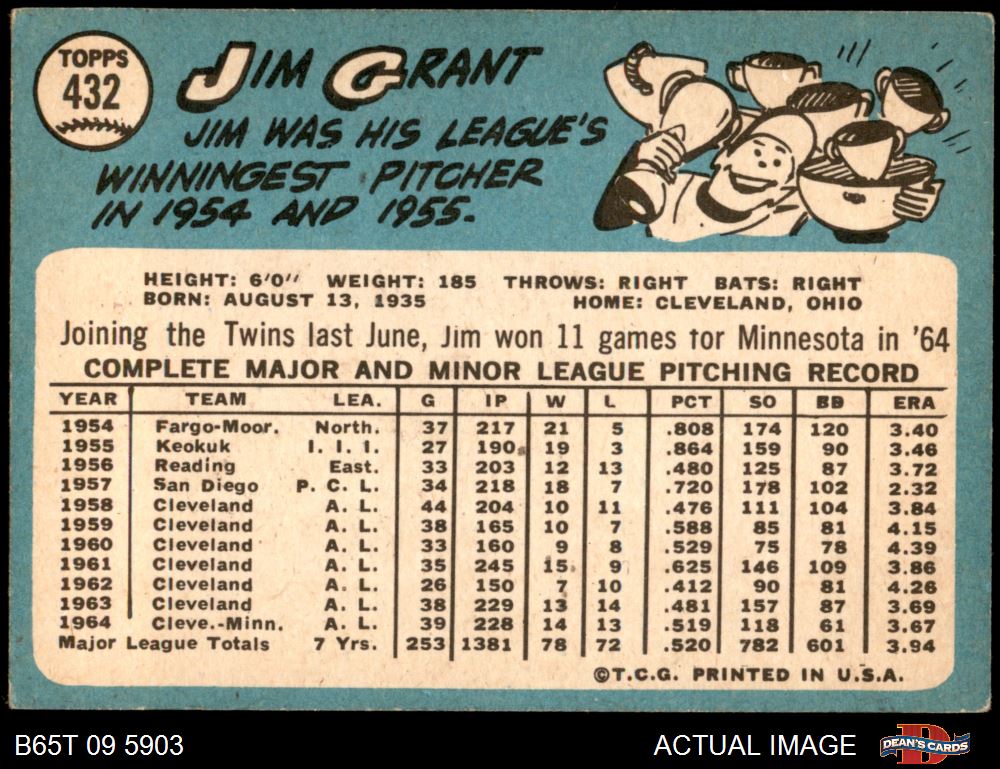 TOPPS
432
JIM GRANT
JIM WAS HIS LEAGUE'S
WINNINGEST PITCHER
IN 1954 AND 1955.
HEIGHT: 6'0" WEIGHT: 185 THROWS: RIGHT BATS: RIGHT
BORN: AUGUST 13, 1935 HOME: CLEVELAND, OHIO
Joining the Twins last June, Jim won 11 games for Minnesota in '64
COMPLETE MAJOR AND MINOR LEAGUE PITCHING RECORD
YEAR TEAM LEA. G IP W L PCT SO BB ERA
1954 Fargo-Moor. North. 37 217 21 5 .808 174 120 3.40
1955 Keokuk I. I. I. 27 190 19 3 .864 159 90 3.46
1956 Reading East. 33 203 12 13 .480 125 87 3.72
1957 San Diego P. C. L. 34 218 18 7 .720 178 102 2.32
1958 Cleveland A. L. 44 204 10 11 .476 111 104 3.84
1959 Cleveland A. L. 38 165 10 7 .588 85 81 4.15
1960 Cleveland A. L. 33 160 9 8 .529 75 78 4.39
1961 Cleveland A. L. 35 245 15 9 .625 146 109 3.86
1962 Cleveland A. L. 26 150 7 10 .412 90 81 4.26
1963 Cleveland A. L. 38 229 13 14 .481 157 87 3.69
1964 Cleve.-Minn. A. L. 39 228 14 13 .519 118 61 3.67
Major League Totals 7 Yrs. 253 1381 78 72 .520 782 601 3.94
©T.C.G. PRINTED IN U.S.A.
B65T 09 5903 ACTUAL IMAGE DEAN'S CARDS